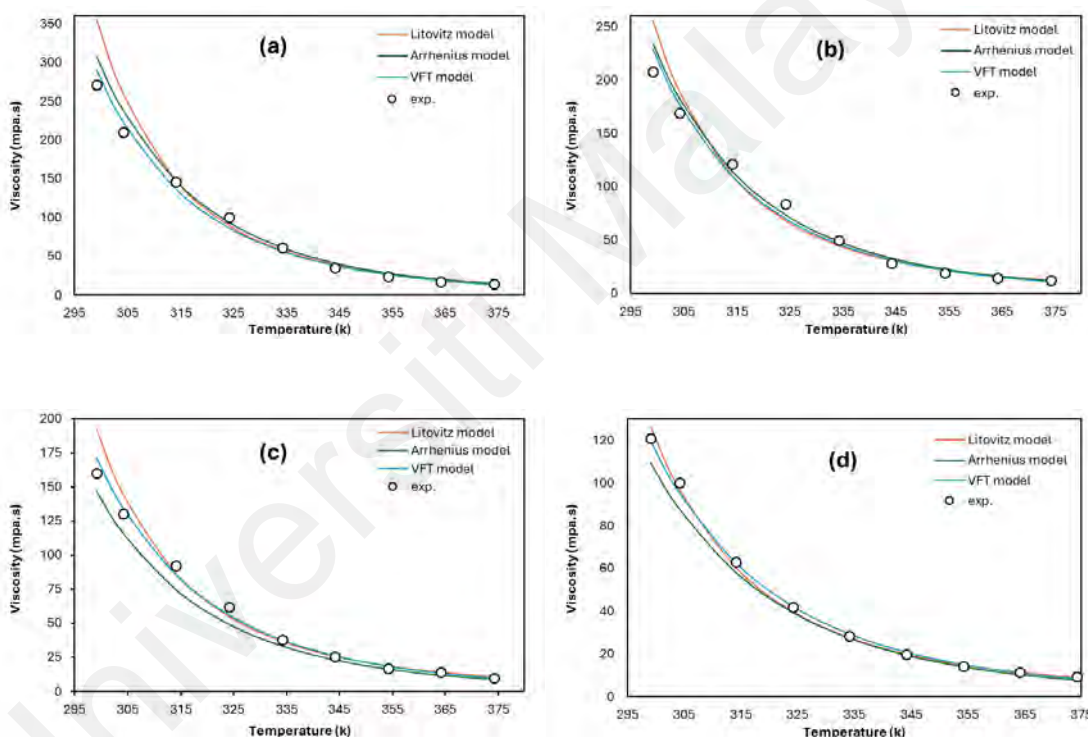 350
300
250
200
150
100
50
0
Viscosity (mpa.s)
(a)
Litovitz model
Arrhenius model
VFT model
exp.
295 305 315 325 335 345 355 365 375
Temperature (k)
250
200
150
100
50
0
Viscosity (mpa.s)
(b)
Litovitz model
Arrhenius model
VFT model
exp.
295 305 315 325 335 345 355 365 375
Temperature (k)
200
175
150
125
100
75
50
25
0
Viscosity (mpa.s)
(c)
Litovitz model
Arrhenius model
VFT model
exp.
295 305 315 325 335 345 355 365 375
Temperature (k)
120
100
80
60
40
20
0
Viscosity (mpa.s)
(d)
Litovitz model
Arrhenius model
VFT model
exp.
295 305 315 325 335 345 355 365 375
Temperature (k)